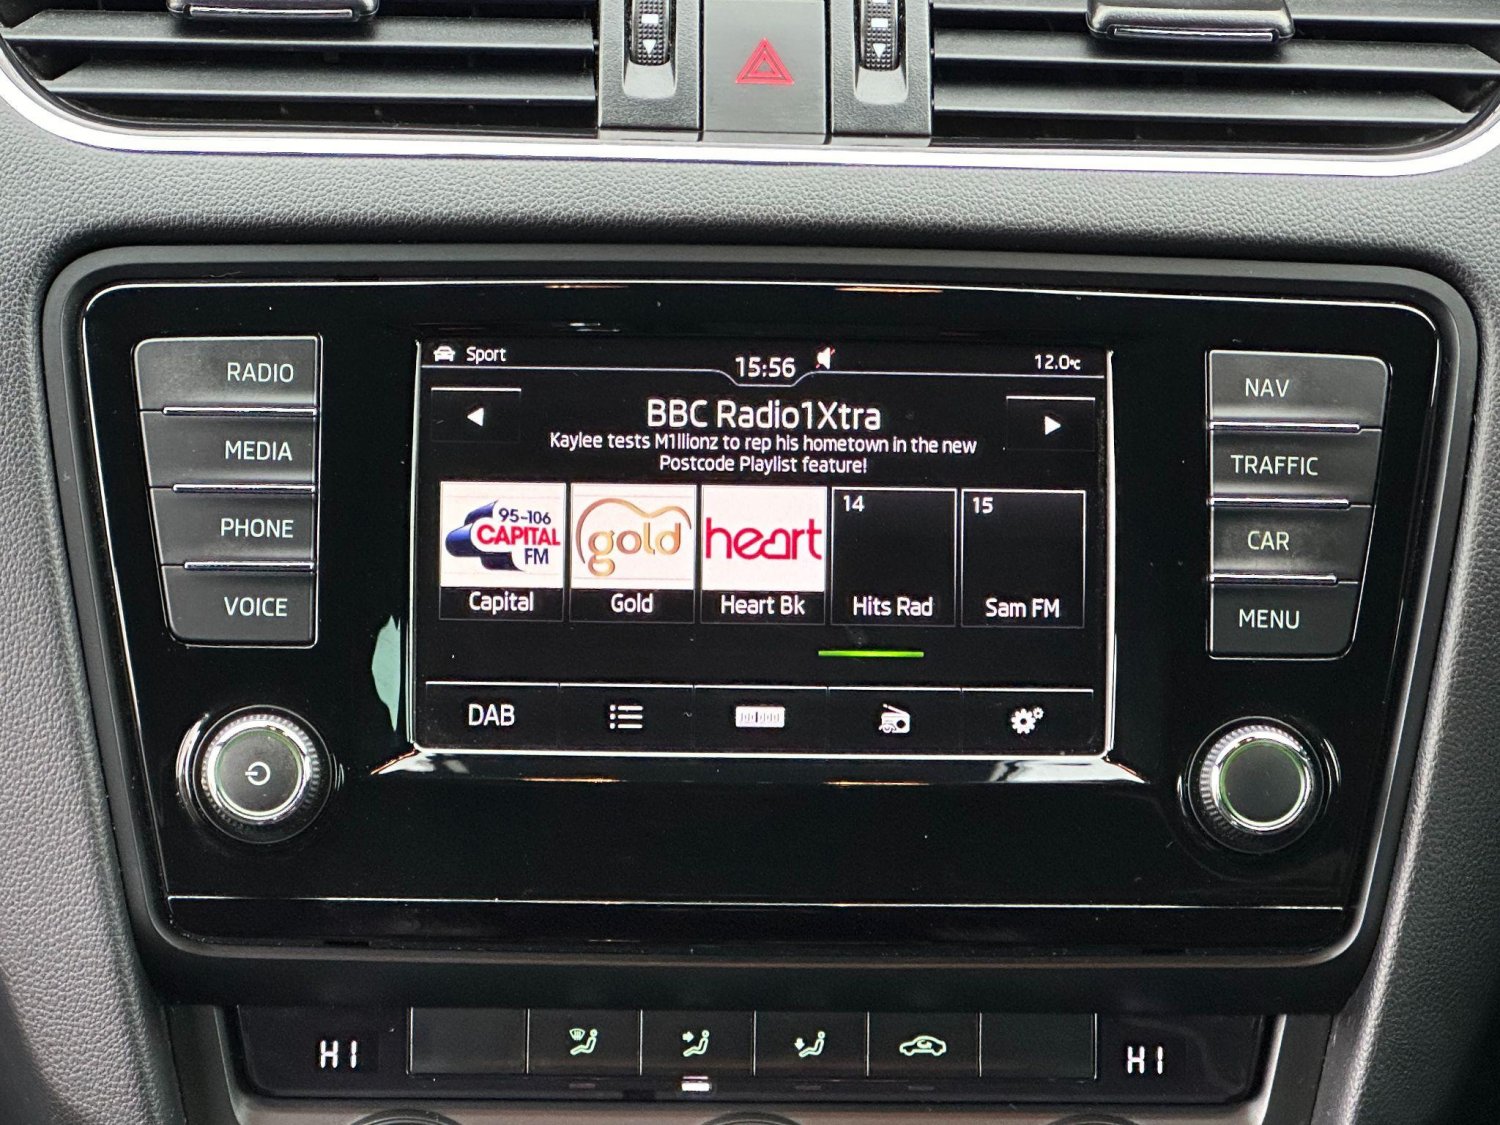 Sport
15:56
12.0°C
RADIO
MEDIA
PHONE
VOICE
BBC Radio1Xtra
Kaylee tests M1llionz to rep his hometown in the new
Postcode Playlist feature!
95-106
CAPITAL
FM
Capital
gold
Gold
heart
Heart Bk
14
Hits Rad
15
Sam FM
DAB
NAV
TRAFFIC
CAR
MENU
HI
HI